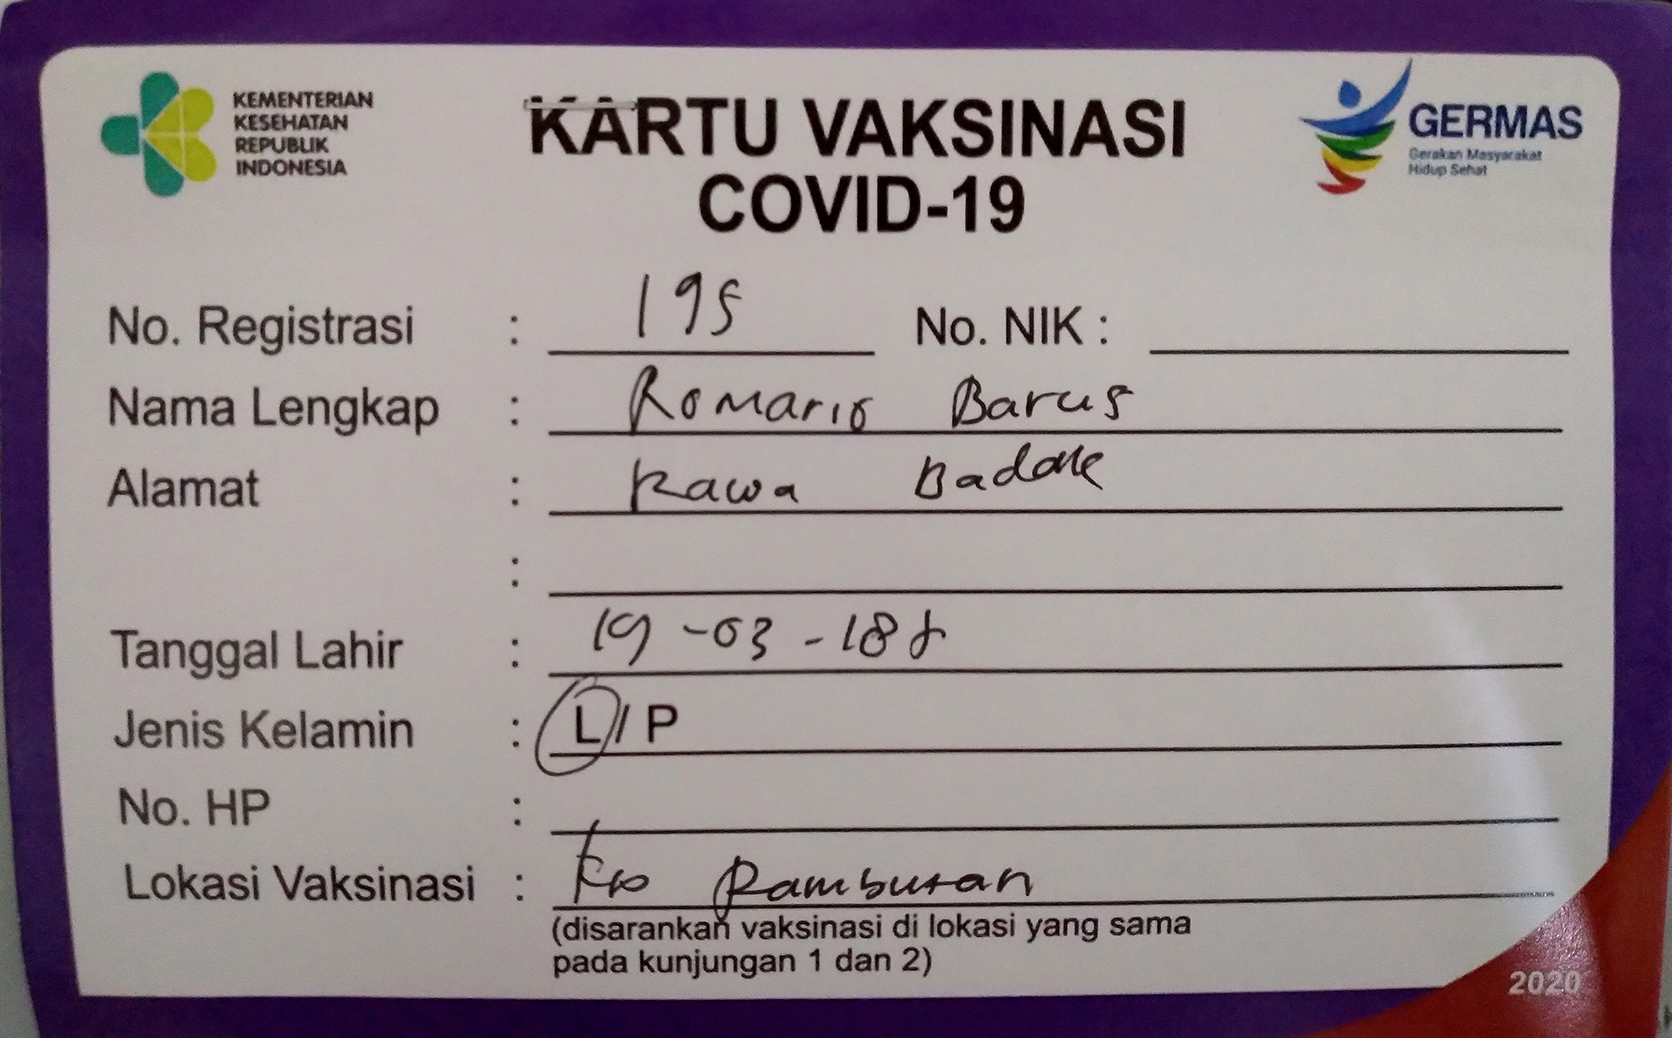 KEMENTERIAN
KESEHATAN
REPUBLIK
INDONESIA
KARTU VAKSINASI
COVID-19
GERMAS
Gerakan Masyarakat
Hidup Sehat
No. Registrasi : 195 No. NIK :
Nama Lengkap : Romario Barus
Alamat : Rawa Badak
:
Tanggal Lahir : 19-03-188
Jenis Kelamin : L / P
No. HP :
Lokasi Vaksinasi : Rambutan
(disarankan vaksinasi di lokasi yang sama
pada kunjungan 1 dan 2)
2020